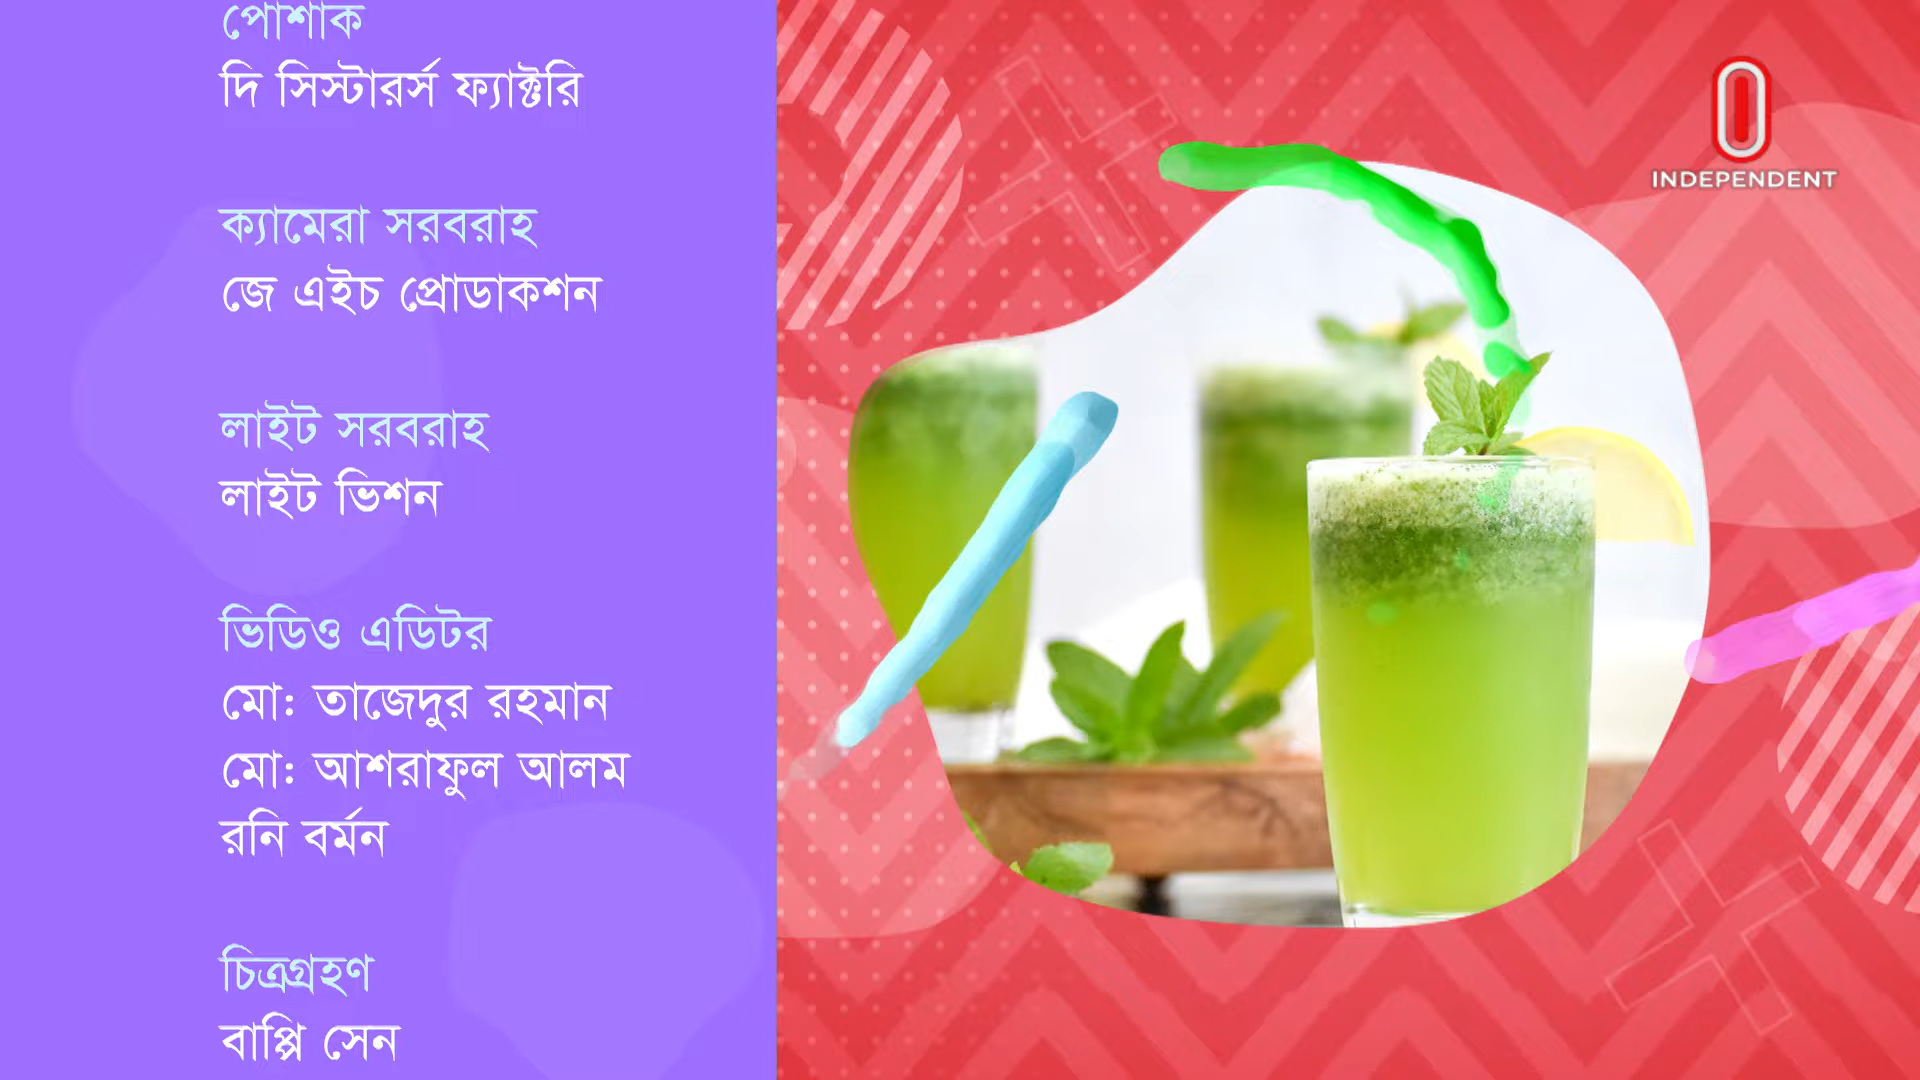 পোশাক
দি সিস্টারর্স ফ্যাক্টরি
ক্যামেরা সরবরাহ
জে এইচ প্রোডাকশন
লাইট সরবরাহ
লাইট ভিশন
ভিডিও এডিটর
মো: তাজেদুর রহমান
মো: আশরাফুল আলম
রনি বর্মন
চিত্রগ্রহণ
বাপ্পি সেন
INDEPENDENT